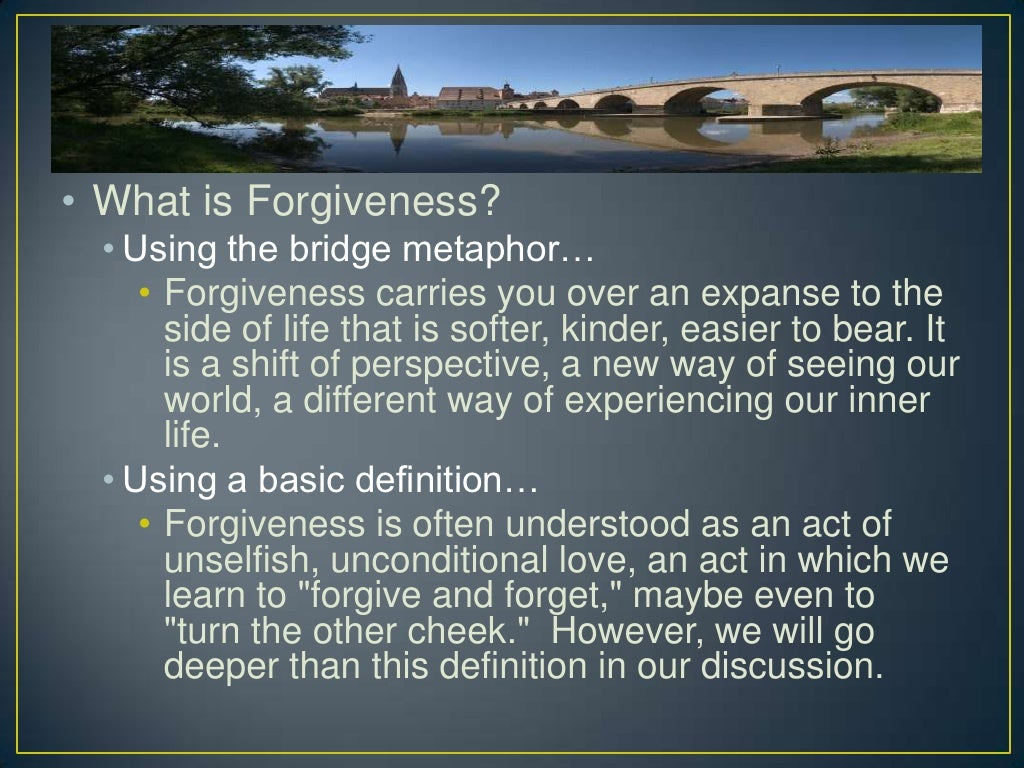 • What is Forgiveness?
• Using the bridge metaphor…
• Forgiveness carries you over an expanse to the
side of life that is softer, kinder, easier to bear. It
is a shift of perspective, a new way of seeing our
world, a different way of experiencing our inner
life.
• Using a basic definition…
• Forgiveness is often understood as an act of
unselfish, unconditional love, an act in which we
learn to "forgive and forget," maybe even to
"turn the other cheek."  However, we will go
deeper than this definition in our discussion.